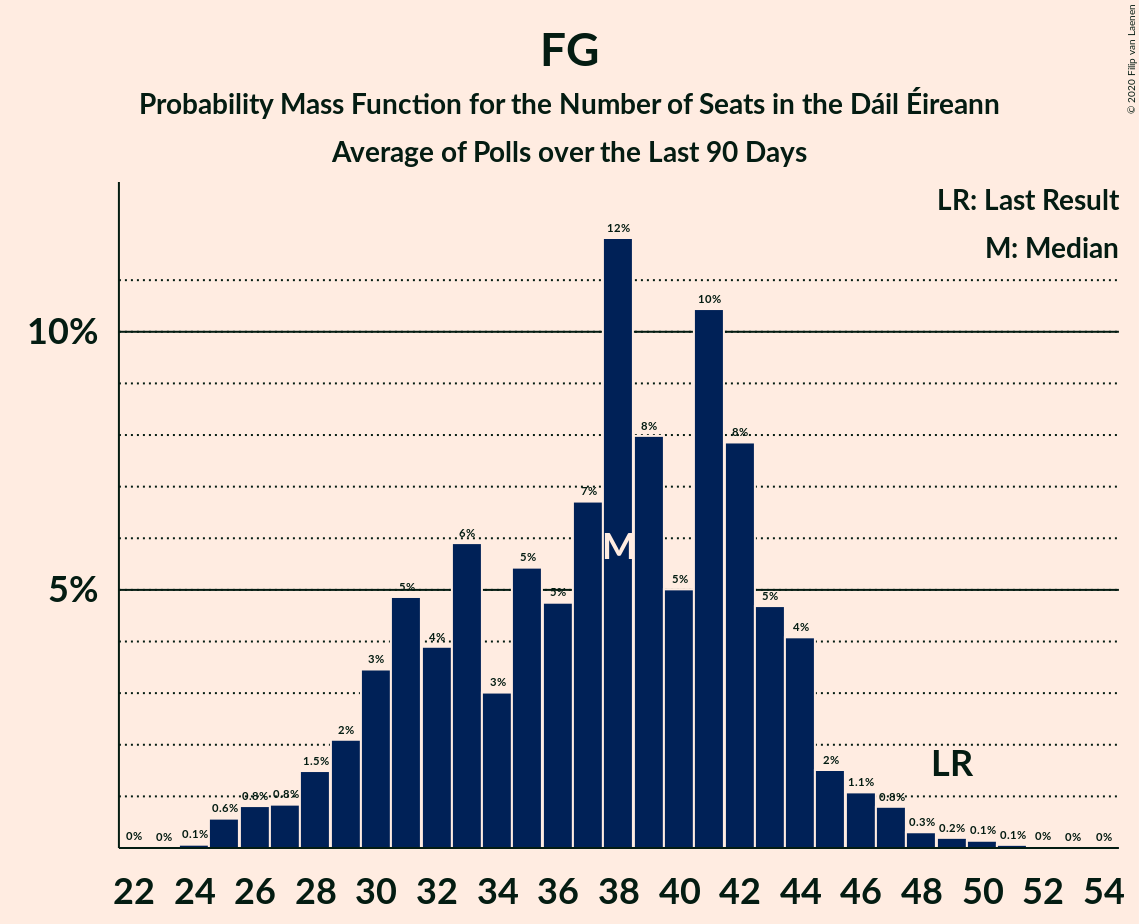 FG
Probability Mass Function for the Number of Seats in the Dáil Éireann
Average of Polls over the Last 90 Days
© 2020 Filip van Laenen
LR: Last Result
M: Median
10%
5%
0% 0% 0.1% 0.6% 0.8% 0.8% 1.5% 2% 3% 5% 4% 6% 3% 5% 5% 7% 12% 8% 5% 10% 8% 5% 4% 2% 1.1% 0.8% 0.3% 0.2% 0.1% 0.1% 0% 0% 0%
M
LR
22 24 26 28 30 32 34 36 38 40 42 44 46 48 50 52 54